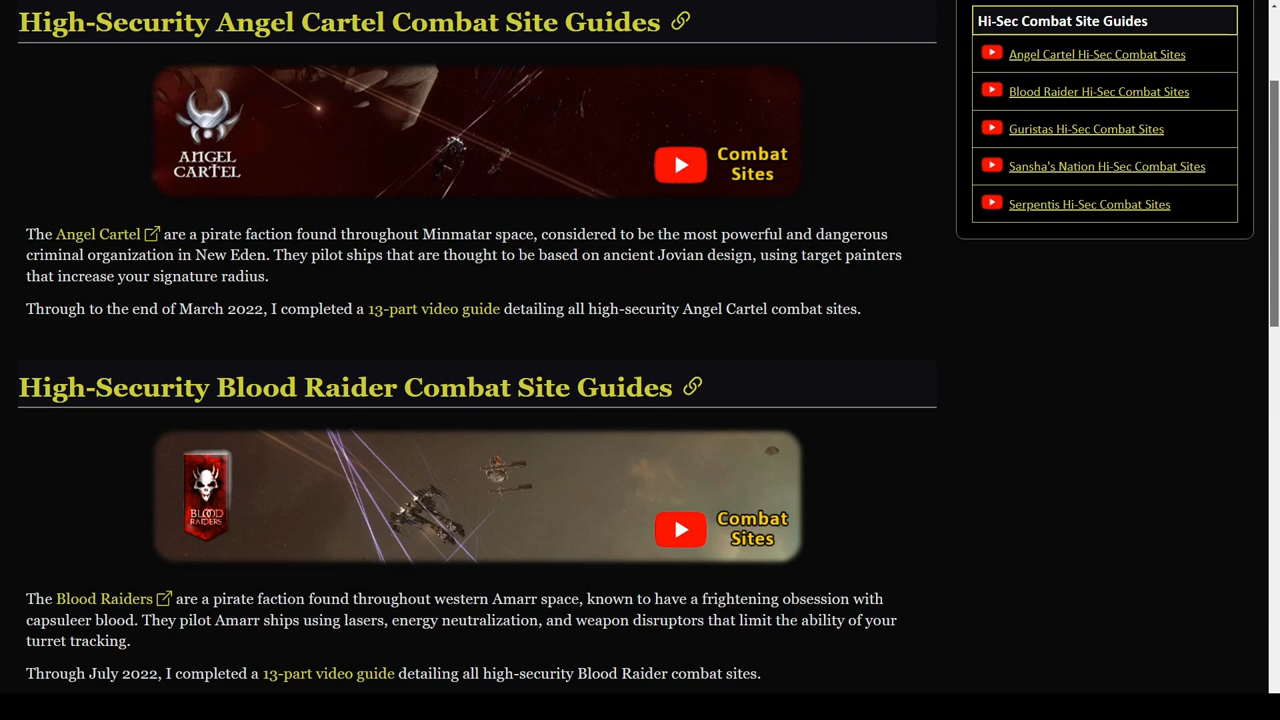 High-Security Angel Cartel Combat Site Guides
ANGEL
CARTEL
Combat
Sites
The Angel Cartel are a pirate faction found throughout Minmatar space, considered to be the most powerful and dangerous
criminal organization in New Eden. They pilot ships that are thought to be based on ancient Jovian design, using target painters
that increase your signature radius.
Through to the end of March 2022, I completed a 13-part video guide detailing all high-security Angel Cartel combat sites.
High-Security Blood Raider Combat Site Guides
BLOOD
RAIDERS
Combat
Sites
The Blood Raiders are a pirate faction found throughout western Amarr space, known to have a frightening obsession with
capsuleer blood. They pilot Amarr ships using lasers, energy neutralization, and weapon disruptors that limit the ability of your
turret tracking.
Through July 2022, I completed a 13-part video guide detailing all high-security Blood Raider combat sites.
Hi-Sec Combat Site Guides
Angel Cartel Hi-Sec Combat Sites
Blood Raider Hi-Sec Combat Sites
Guristas Hi-Sec Combat Sites
Sansha's Nation Hi-Sec Combat Sites
Serpentis Hi-Sec Combat Sites